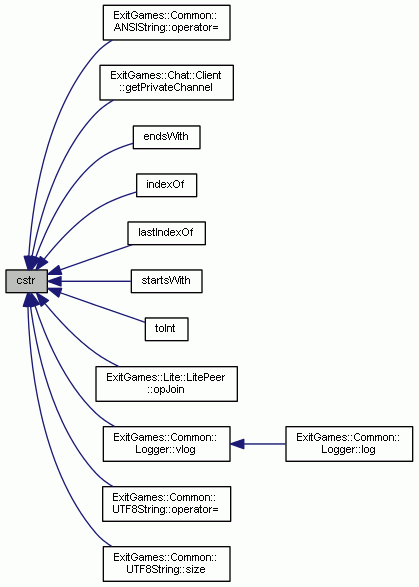 ExitGames::Common::
ANSIString::operator=
ExitGames::Chat::Client
::getPrivateChannel
endsWith
indexOf
lastIndexOf
cstr
startsWith
toInt
ExitGames::Lite::LitePeer
::opJoin
ExitGames::Common::
Logger::vlog
ExitGames::Common::
Logger::log
ExitGames::Common::
UTF8String::operator=
ExitGames::Common::
UTF8String::size